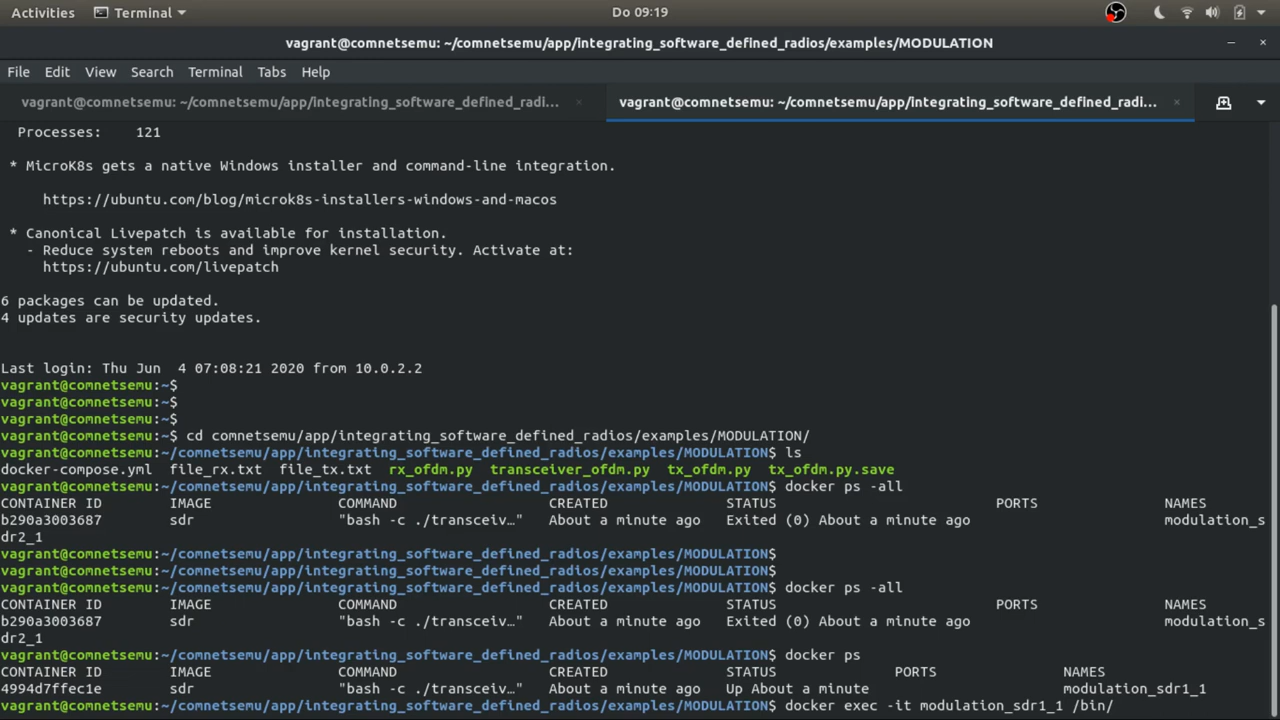 Activities Terminal Do 09:19
vagrant@comnetsemu: ~/comnetsemu/app/integrating_software_defined_radios/examples/MODULATION
File Edit View Search Terminal Tabs Help
vagrant@comnetsemu: ~/comnetsemu/app/integrating_software_defined_radi... vagrant@comnetsemu: ~/comnetsemu/app/integrating_software_defined_radi...
Processes: 121
* MicroK8s gets a native Windows installer and command-line integration.
https://ubuntu.com/blog/microk8s-installers-windows-and-macos
* Canonical Livepatch is available for installation.
- Reduce system reboots and improve kernel security. Activate at:
https://ubuntu.com/livepatch
6 packages can be updated.
4 updates are security updates.
Last login: Thu Jun  4 07:08:21 2020 from 10.0.2.2
vagrant@comnetsemu:~$
vagrant@comnetsemu:~$
vagrant@comnetsemu:~$
vagrant@comnetsemu:~$ cd comnetsemu/app/integrating_software_defined_radios/examples/MODULATION/
vagrant@comnetsemu:~/comnetsemu/app/integrating_software_defined_radios/examples/MODULATION$ ls
docker-compose.yml file_rx.txt file_tx.txt rx_ofdm.py transceiver_ofdm.py tx_ofdm.py tx_ofdm.py.save
vagrant@comnetsemu:~/comnetsemu/app/integrating_software_defined_radios/examples/MODULATION$ docker ps -all
CONTAINER ID IMAGE COMMAND CREATED STATUS PORTS NAMES
b290a3003687 sdr "bash -c ./transceiv…" About a minute ago Exited (0) About a minute ago modulation_s
dr2_1
vagrant@comnetsemu:~/comnetsemu/app/integrating_software_defined_radios/examples/MODULATION$
vagrant@comnetsemu:~/comnetsemu/app/integrating_software_defined_radios/examples/MODULATION$
vagrant@comnetsemu:~/comnetsemu/app/integrating_software_defined_radios/examples/MODULATION$ docker ps -all
CONTAINER ID IMAGE COMMAND CREATED STATUS PORTS NAMES
b290a3003687 sdr "bash -c ./transceiv…" About a minute ago Exited (0) About a minute ago modulation_s
dr2_1
vagrant@comnetsemu:~/comnetsemu/app/integrating_software_defined_radios/examples/MODULATION$ docker ps
CONTAINER ID IMAGE COMMAND CREATED STATUS PORTS NAMES
4994d7ffec1e sdr "bash -c ./transceiv…" About a minute ago Up About a minute modulation_sdr1_1
vagrant@comnetsemu:~/comnetsemu/app/integrating_software_defined_radios/examples/MODULATION$ docker exec -it modulation_sdr1_1 /bin/